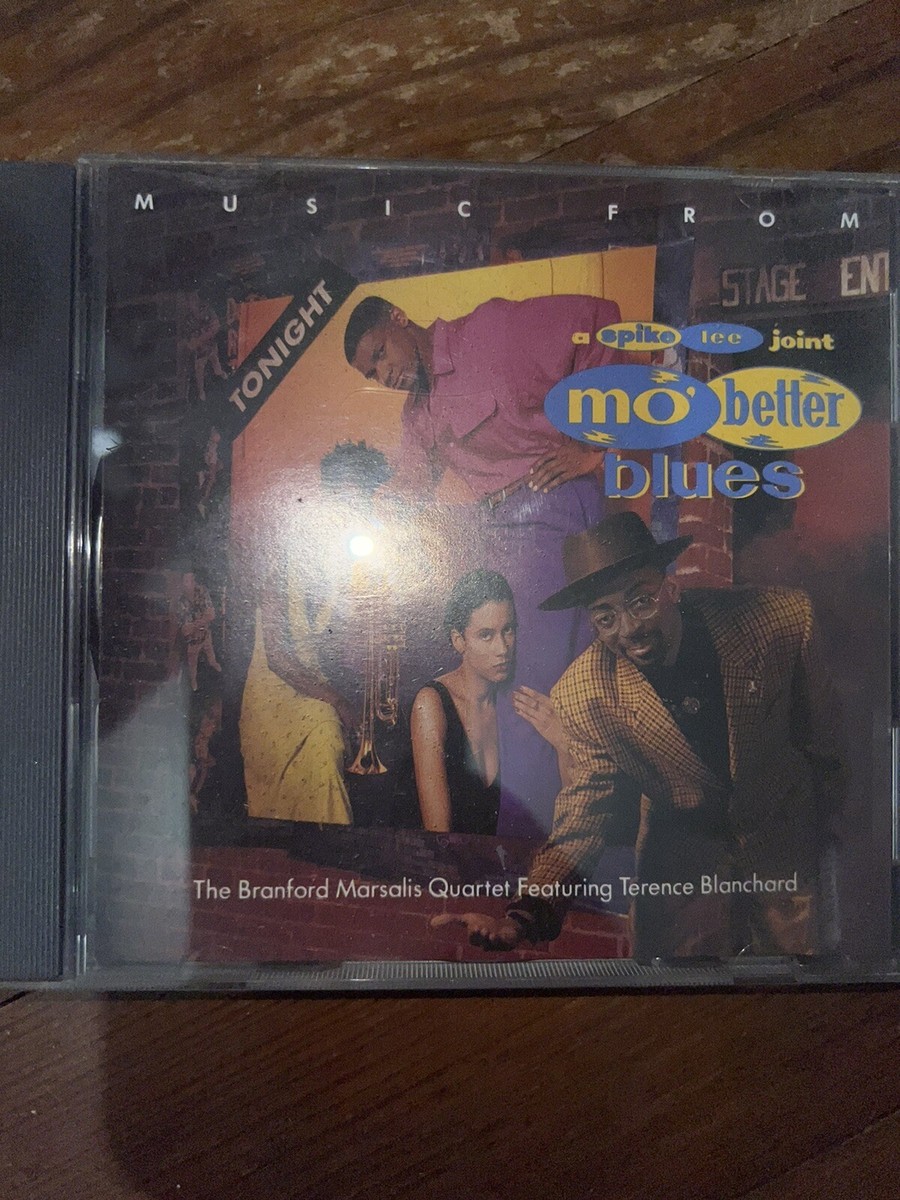 MUSIC FROM
STAGE ENT
TONIGHT
a spike lee joint
mo' better
blues
The Branford Marsalis Quartet Featuring Terence Blanchard